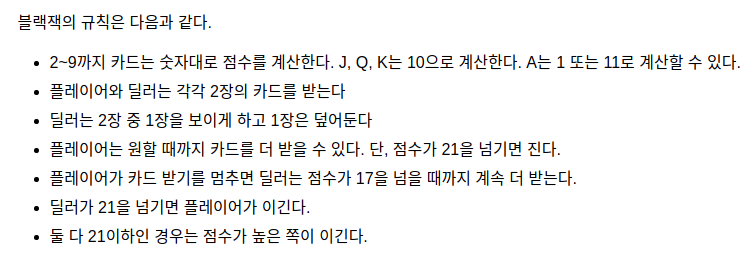 블랙잭의 규칙은 다음과 같다.
• 2~9까지 카드는 숫자대로 점수를 계산한다. J, Q, K는 10으로 계산한다. A는 1 또는 11로 계산할 수 있다.
• 플레이어와 딜러는 각각 2장의 카드를 받는다
• 딜러는 2장 중 1장을 보이게 하고 1장은 덮어둔다
• 플레이어는 원할 때까지 카드를 더 받을 수 있다. 단, 점수가 21을 넘기면 진다.
• 플레이어가 카드 받기를 멈추면 딜러는 점수가 17을 넘을 때까지 계속 더 받는다.
• 딜러가 21을 넘기면 플레이어가 이긴다.
• 둘 다 21이하인 경우는 점수가 높은 쪽이 이긴다.